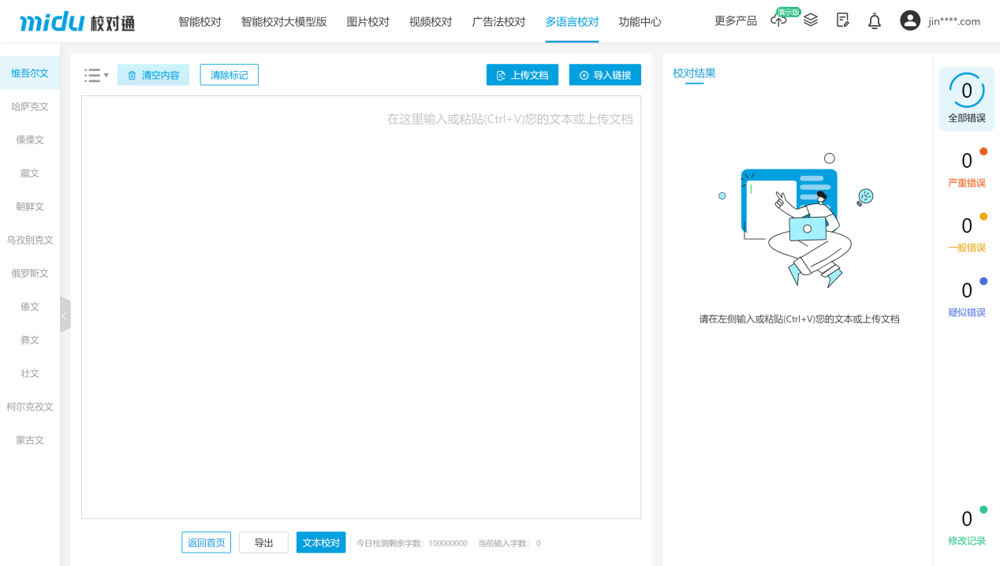 midu 校对通
智能校对 智能校对大模型版 图片校对 视频校对 广告法校对 多语言校对 功能中心 更多产品 演示版 jin****.com
维吾尔文
哈萨克文
傈僳文
藏文
朝鲜文
乌孜别克文
俄罗斯文
傣文
彝文
壮文
柯尔克孜文
蒙古文
清空内容 清除标记 上传文档 导入链接
在这里输入或粘贴(Ctrl+V)您的文本或上传文档
返回首页 导出 文本校对 今日检测剩余字数: 100000000 当前输入字数: 0
校对结果
请在左侧输入或粘贴(Ctrl+V)您的文本或上传文档
0
全部错误
0
严重错误
0
一般错误
0
疑似错误
0
修改记录